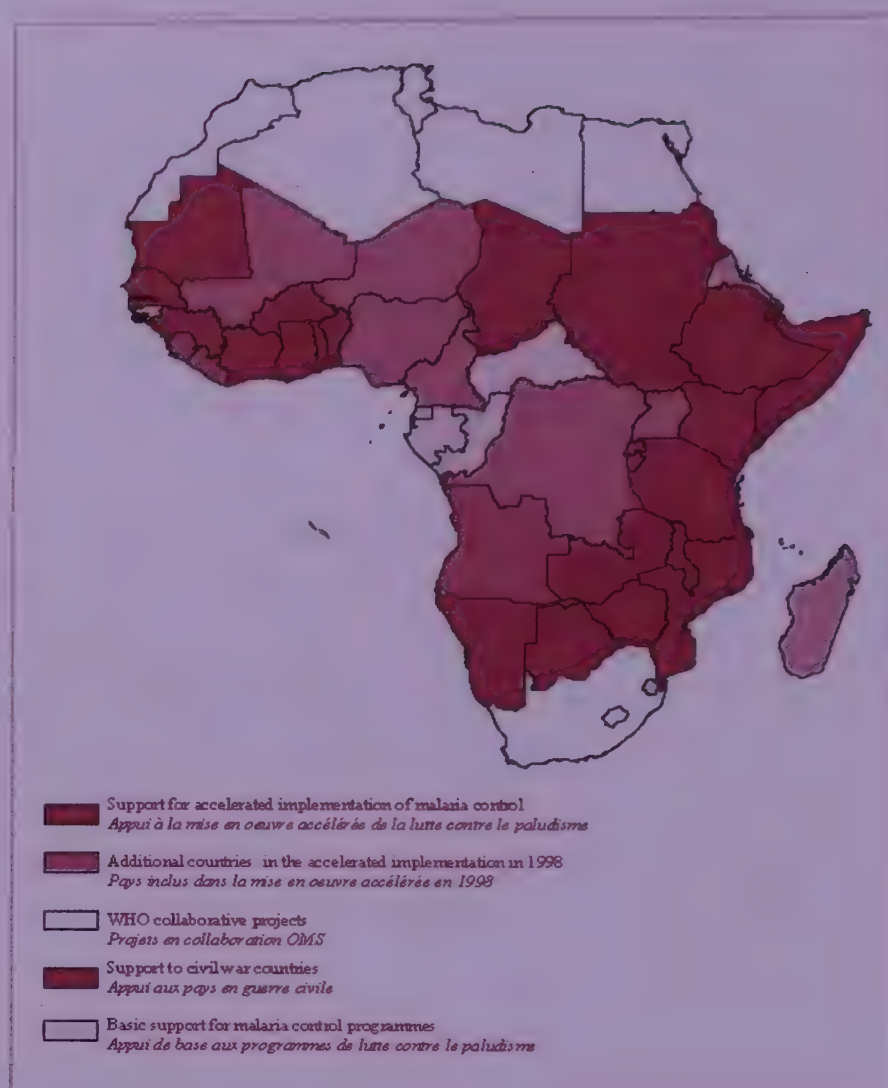 Support for accelerated implementation of malaria control
Appui à la mise en oeuvre accélérée de la lutte contre le paludisme
Additional countries in the accelerated implementation in 1998
Pays inclus dans la mise en oeuvre accélérée en 1998
WHO collaborative projects
Projets en collaboration OMS
Support to civil war countries
Appui aux pays en guerre civile
Basic support for malaria control programmes
Appui de base aux programmes de lutte contre le paludisme